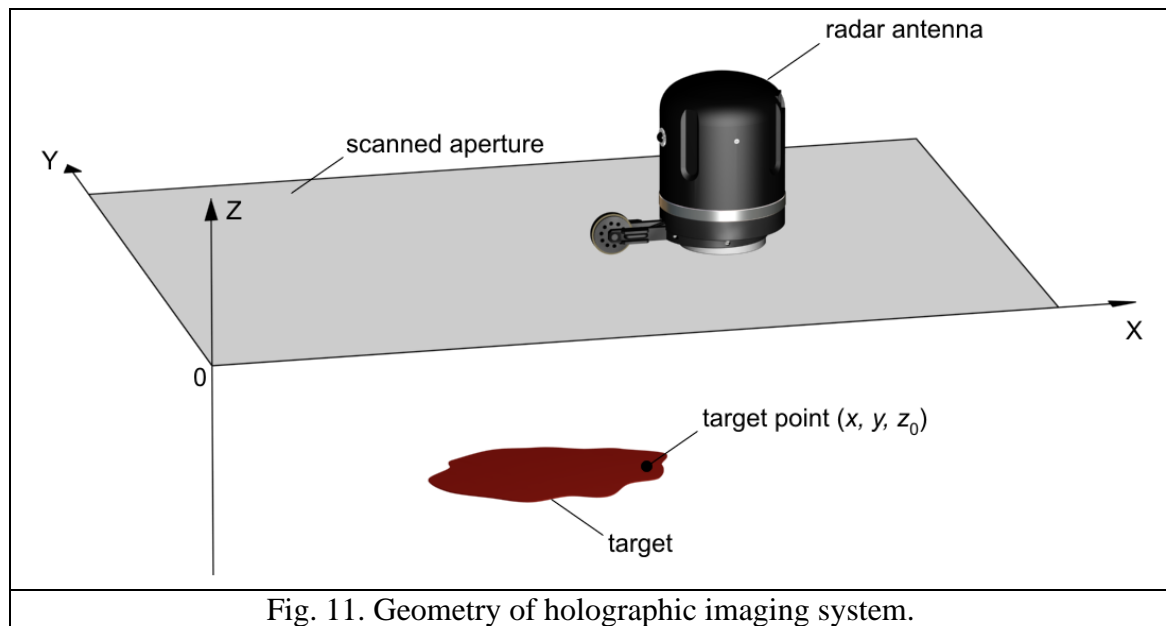 radar antenna
scanned aperture
Y
Z
X
0
target point (x, y, z₀)
target
Fig. 11. Geometry of holographic imaging system.